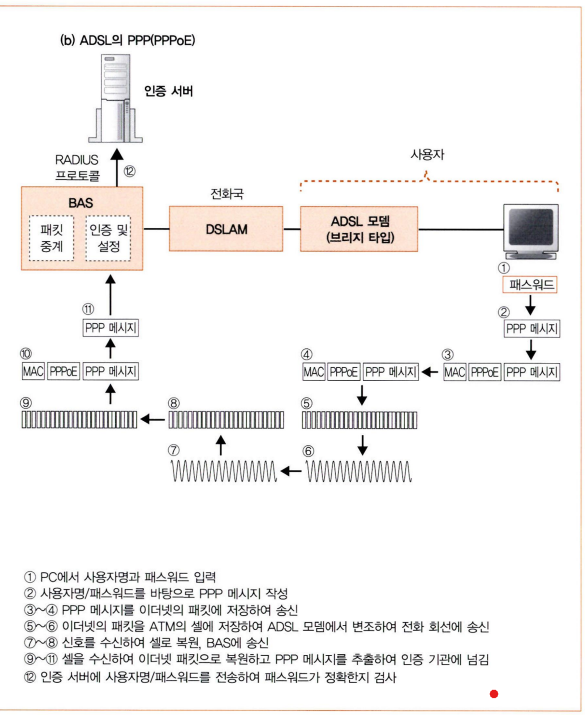 (b) ADSL의 PPP(PPPoE)
인증 서버
RADIUS
프로토콜
⑫
사용자
BAS
패킷
중계
인증 및
설정
전화국
DSLAM
ADSL 모뎀
(브리지 타입)
①
패스워드
②
PPP 메시지
③
MAC PPPoE PPP 메시지
④
MAC PPPoE PPP 메시지
⑤
⑥
⑦
⑧
⑨
⑩
MAC PPPoE PPP 메시지
⑪
PPP 메시지
① PC에서 사용자명과 패스워드 입력
② 사용자명/패스워드를 바탕으로 PPP 메시지 작성
③~④ PPP 메시지를 이더넷의 패킷에 저장하여 송신
⑤~⑥ 이더넷의 패킷을 ATM의 셀에 저장하여 ADSL 모뎀에서 변조하여 전화 회선에 송신
⑦~⑧ 신호를 수신하여 셀로 복원, BAS에 송신
⑨~⑪ 셀을 수신하여 이더넷 패킷으로 복원하고 PPP 메시지를 추출하여 인증 기관에 넘김
⑫ 인증 서버에 사용자명/패스워드를 전송하여 패스워드가 정확한지 검사